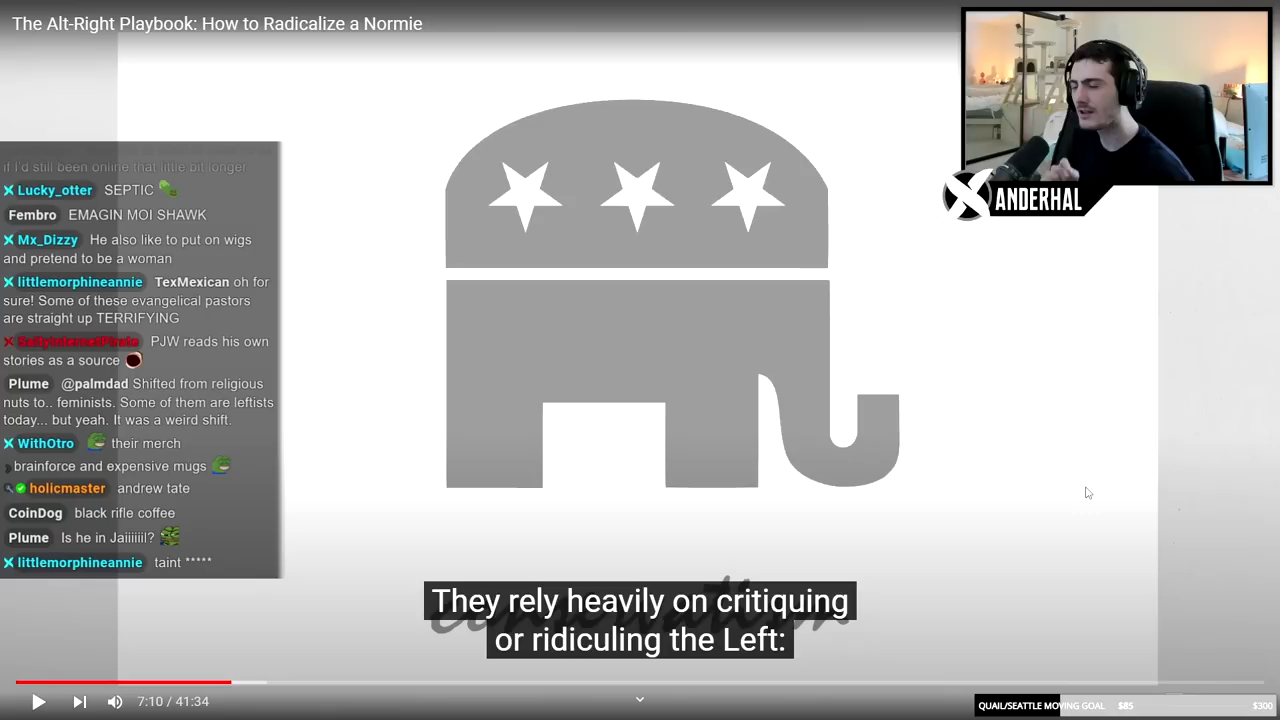 The Alt-Right Playbook: How to Radicalize a Normie
if I'd still been online that little bit longer
Lucky_otter SEPTIC
Fembro EMAGIN MOI SHAWK
Mx_Dizzy He also like to put on wigs
and pretend to be a woman
littlemorphineannie TexMexican oh for
sure! Some of these evangelical pastors
are straight up TERRIFYING
SaltyInternetPirate PJW reads his own
stories as a source
Plume @palmdad Shifted from religious
nuts to.. feminists. Some of them are leftists
today... but yeah. It was a weird shift.
WithOtro their merch
brainforce and expensive mugs
holicmaster andrew tate
CoinDog black rifle coffee
Plume Is he in Jaiiiiiil?
littlemorphineannie taint *****
XANDERHAL
They rely heavily on critiquing
or ridiculing the Left:
7:10 / 41:34
QUAIL/SEATTLE MOVING GOAL $85 $300